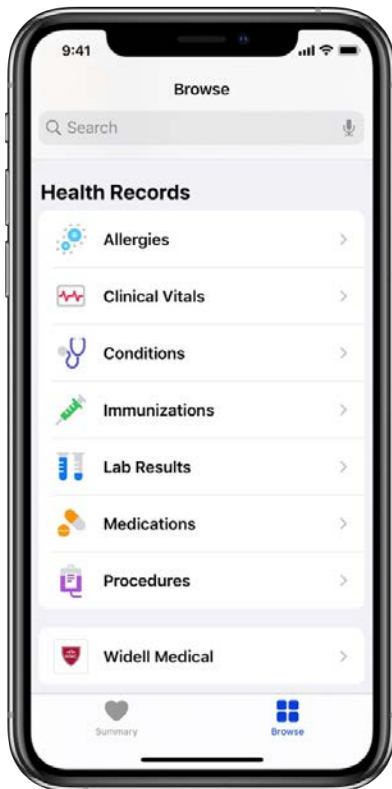 9:41
Browse
Search
Health Records
Allergies
Clinical Vitals
Conditions
Immunizations
Lab Results
Medications
Procedures
Widell Medical
Summary
Browse